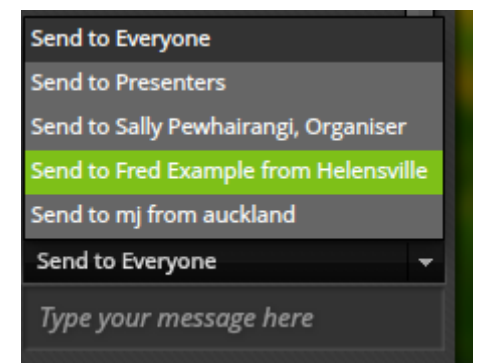 Send to Everyone
Send to Presenters
Send to Sally Pewhairangi, Organiser
Send to Fred Example from Helensville
Send to mj from auckland
Send to Everyone
Type your message here